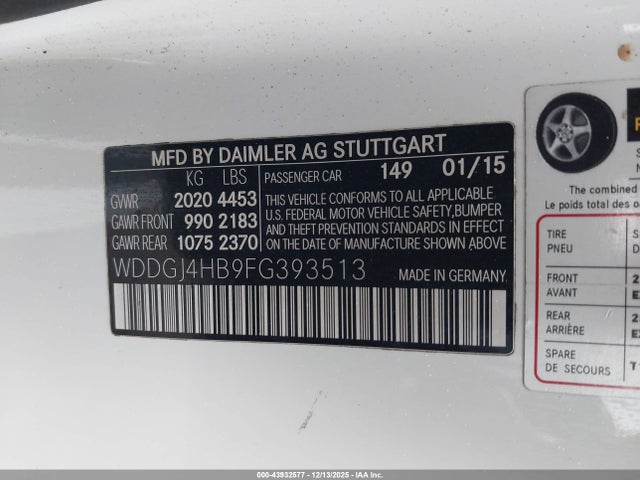 MFD BY DAIMLER AG STUTTGART
KG LBS PASSENGER CAR 149 01/15
GVWR 2020 4453
GAWR FRONT 990 2183
GAWR REAR 1075 2370
THIS VEHICLE CONFORMS TO ALL APPLICABLE
U.S. FEDERAL MOTOR VEHICLE SAFETY, BUMPER
AND THEFT PREVENTION STANDARDS IN EFFECT
ON THE DATE OF MANUFACTURE SHOWN ABOVE.
WDDGJ4HB9FG393513 MADE IN GERMANY
The combined
Le poids total des oc
TIRE
PNEU
FRONT
AVANT
REAR
ARRIÈRE
SPARE
DE SECOURS
000-43932577 - 12/13/2025 - IAAI.COM